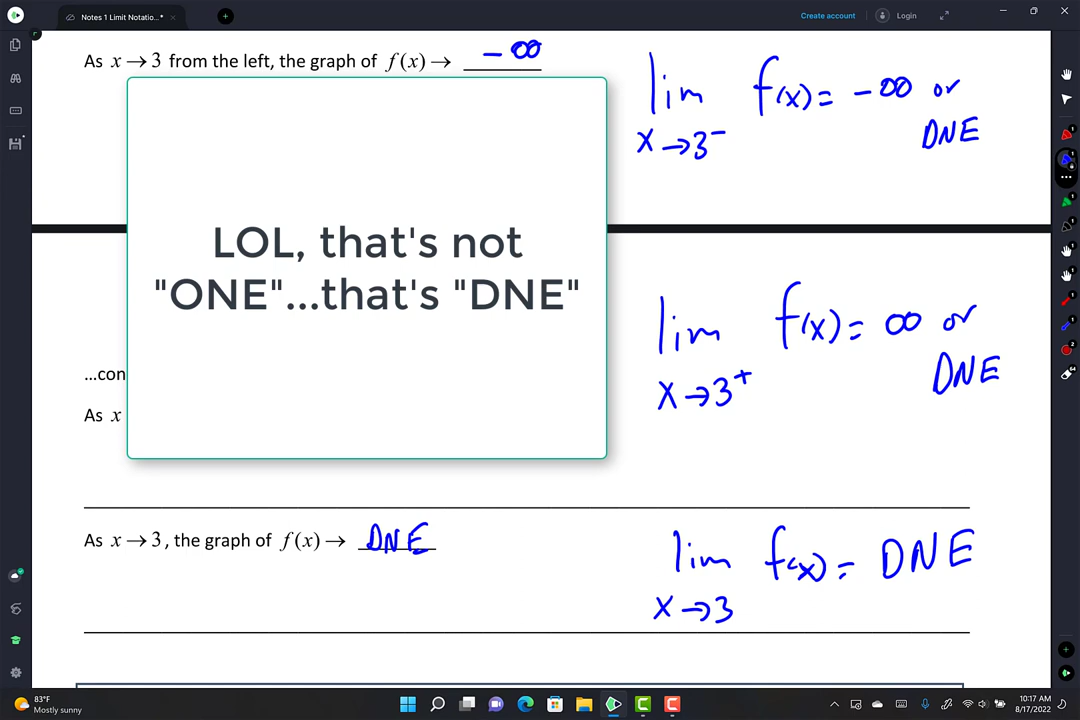 Notes 1 Limit Notatio...*
Create account
Login
As x → 3 from the left, the graph of f(x) → -∞
lim f(x) = -∞ or
x → 3⁻ DNE
LOL, that's not
"ONE"...that's "DNE"
lim f(x) = ∞ or
x → 3⁺ DNE
...con
As x
As x → 3, the graph of f(x) → DNE
lim f(x) = DNE
x → 3
83°F
Mostly sunny
10:17 AM
8/17/2022